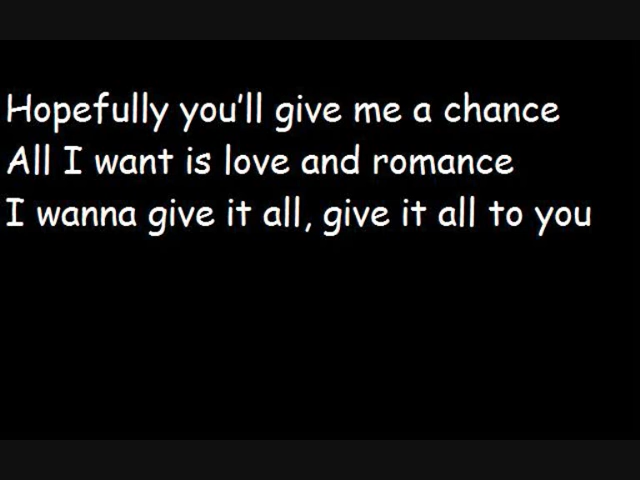 Hopefully you'll give me a chance
All I want is love and romance
I wanna give it all, give it all to you